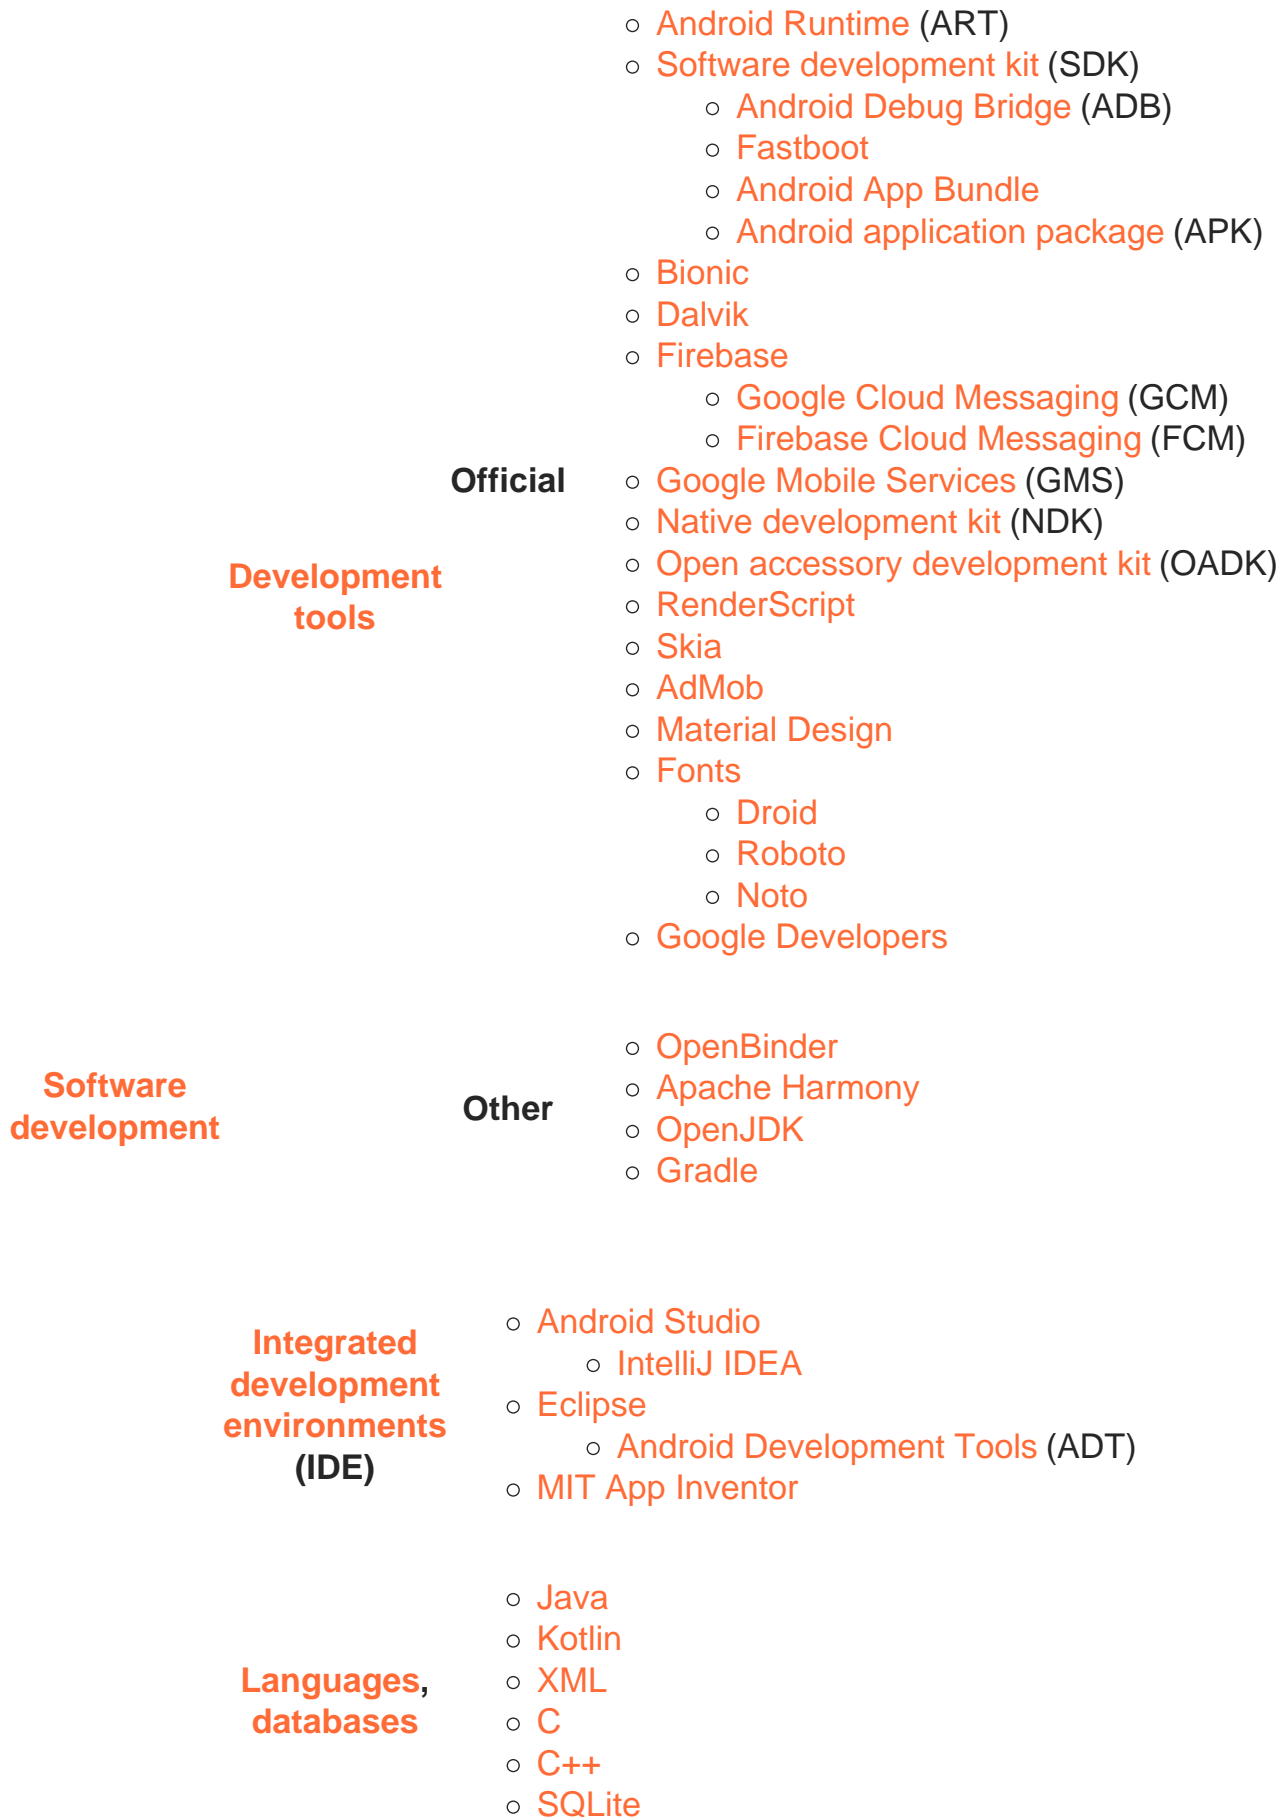 Software
development
Development
tools
Official
Android Runtime (ART)
Software development kit (SDK)
Android Debug Bridge (ADB)
Fastboot
Android App Bundle
Android application package (APK)
Bionic
Dalvik
Firebase
Google Cloud Messaging (GCM)
Firebase Cloud Messaging (FCM)
Google Mobile Services (GMS)
Native development kit (NDK)
Open accessory development kit (OADK)
RenderScript
Skia
AdMob
Material Design
Fonts
Droid
Roboto
Noto
Google Developers
Other
OpenBinder
Apache Harmony
OpenJDK
Gradle
Integrated
development
environments
(IDE)
Android Studio
IntelliJ IDEA
Eclipse
Android Development Tools (ADT)
MIT App Inventor
Languages,
databases
Java
Kotlin
XML
C
C++
SQLite